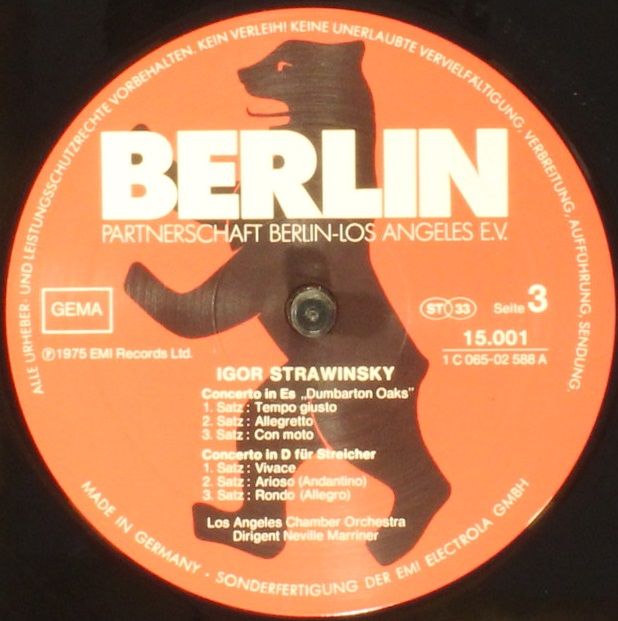 ALLE URHEBER- UND LEISTUNGSSCHUTZRECHTE VORBEHALTEN. KEIN VERLEIH! KEINE UNERLAUBTE VERVIELFÄLTIGUNG, VERBREITUNG, AUFFÜHRUNG, SENDUNG.
BERLIN
PARTNERSCHAFT BERLIN-LOS ANGELES E.V.
GEMA
ST 33 Seite 3
15.001
1 C 065-02 588 A
℗ 1975 EMI Records Ltd.
IGOR STRAWINSKY
Concerto in Es „Dumbarton Oaks"
1. Satz: Tempo giusto
2. Satz: Allegretto
3. Satz: Con moto
Concerto in D für Streicher
1. Satz: Vivace
2. Satz: Arioso (Andantino)
3. Satz: Rondo (Allegro)
Los Angeles Chamber Orchestra
Dirigent Neville Marriner
MADE IN GERMANY · SONDERFERTIGUNG DER EMI ELECTROLA GMBH